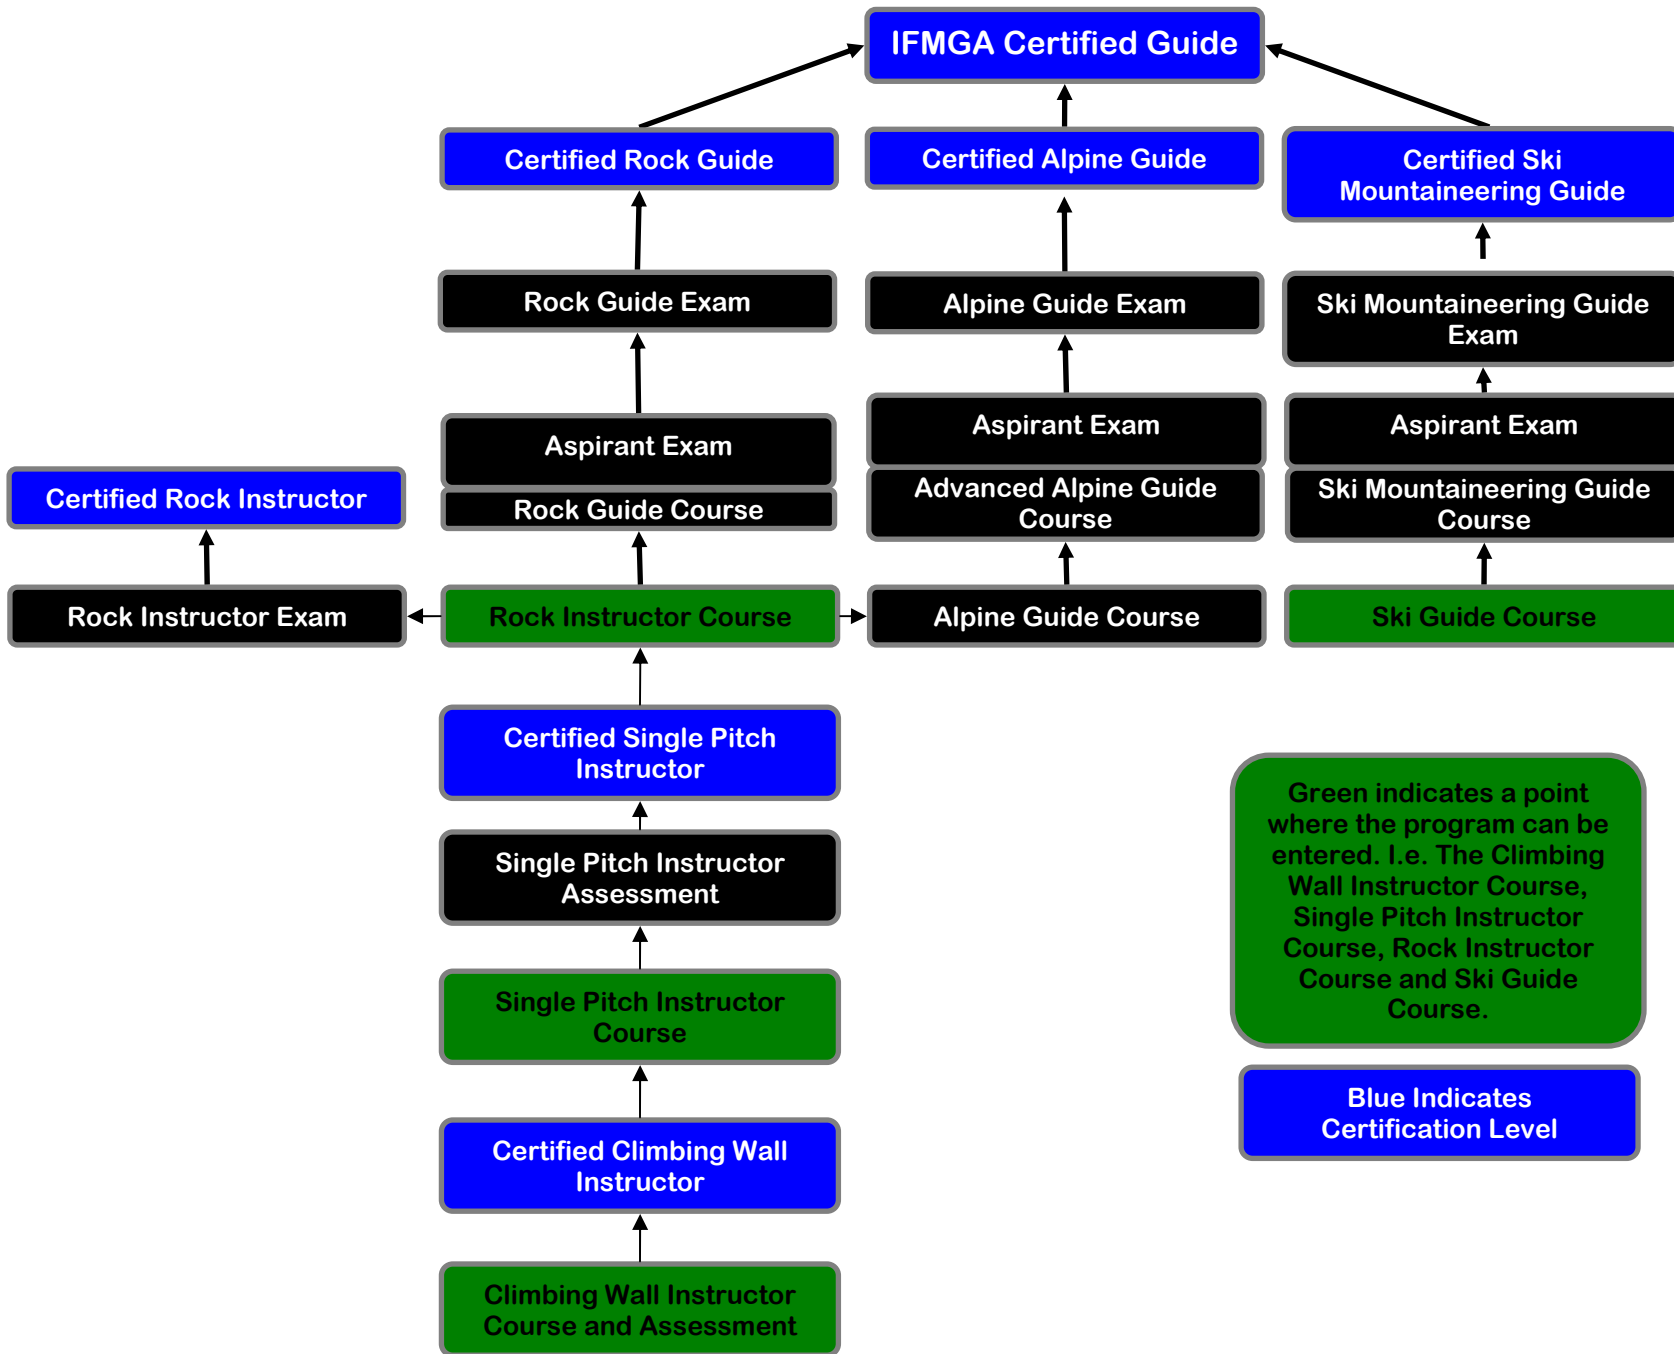 IFMGA Certified Guide
Certified Rock Guide
Certified Alpine Guide
Certified Ski
Mountaineering Guide
Rock Guide Exam
Alpine Guide Exam
Ski Mountaineering Guide
Exam
Aspirant Exam
Rock Guide Course
Aspirant Exam
Advanced Alpine Guide
Course
Aspirant Exam
Ski Mountaineering Guide
Course
Certified Rock Instructor
Rock Instructor Exam
Rock Instructor Course
Alpine Guide Course
Ski Guide Course
Certified Single Pitch
Instructor
Single Pitch Instructor
Assessment
Single Pitch Instructor
Course
Certified Climbing Wall
Instructor
Climbing Wall Instructor
Course and Assessment
Green indicates a point
where the program can be
entered. I.e. The Climbing
Wall Instructor Course,
Single Pitch Instructor
Course, Rock Instructor
Course and Ski Guide
Course.
Blue Indicates
Certification Level